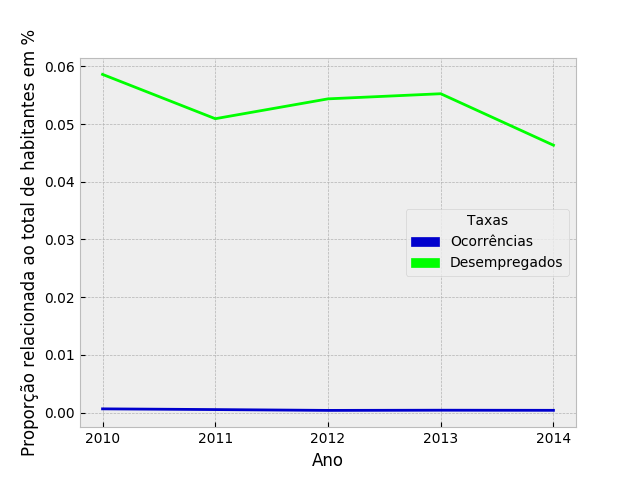 Proporção relacionada ao total de habitantes em %
0.06
0.05
0.04
0.03
0.02
0.01
0.00
Taxas
Ocorrências
Desempregados
2010 2011 2012 2013 2014
Ano